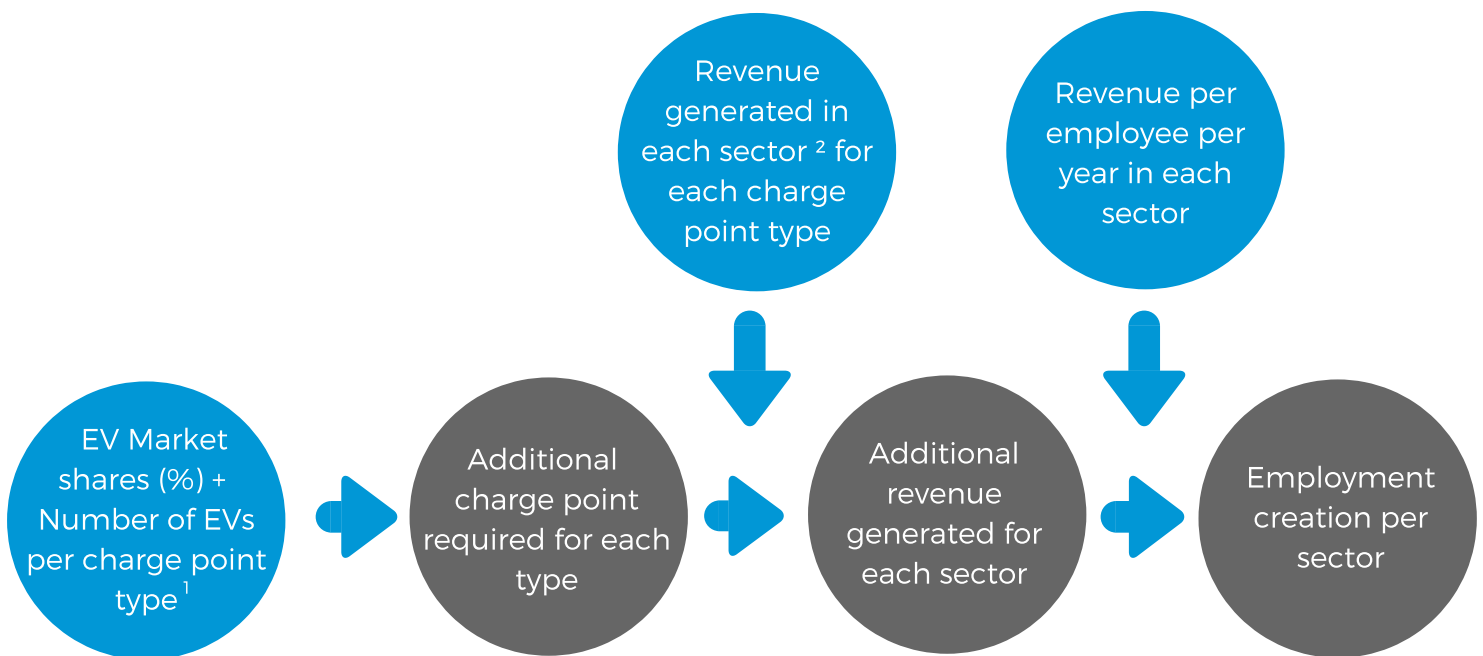 Revenue
generated in
each sector ² for
each charge
point type
Revenue per
employee per
year in each
sector
EV Market
shares (%) +
Number of EVs
per charge point
type ¹
Additional
charge point
required for each
type
Additional
revenue
generated for
each sector
Employment
creation per
sector